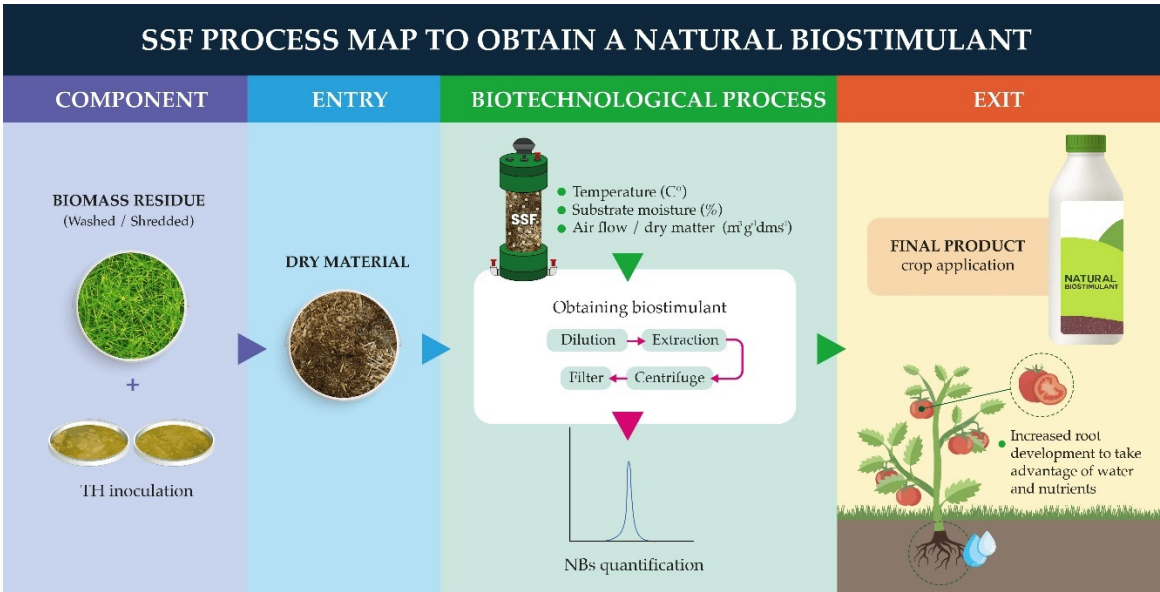 SSF PROCESS MAP TO OBTAIN A NATURAL BIOSTIMULANT
COMPONENT
ENTRY
BIOTECHNOLOGICAL PROCESS
EXIT
BIOMASS RESIDUE
(Washed / Shredded)
+
TH inoculation
DRY MATERIAL
SSF
Temperature (Cº)
Substrate moisture (%)
Air flow / dry matter (m³g⁻¹dms⁻¹)
Obtaining biostimulant
Dilution
Extraction
Filter
Centrifuge
NBs quantification
FINAL PRODUCT
crop application
NATURAL
BIOSTIMULANT
Increased root
development to take
advantage of water
and nutrients